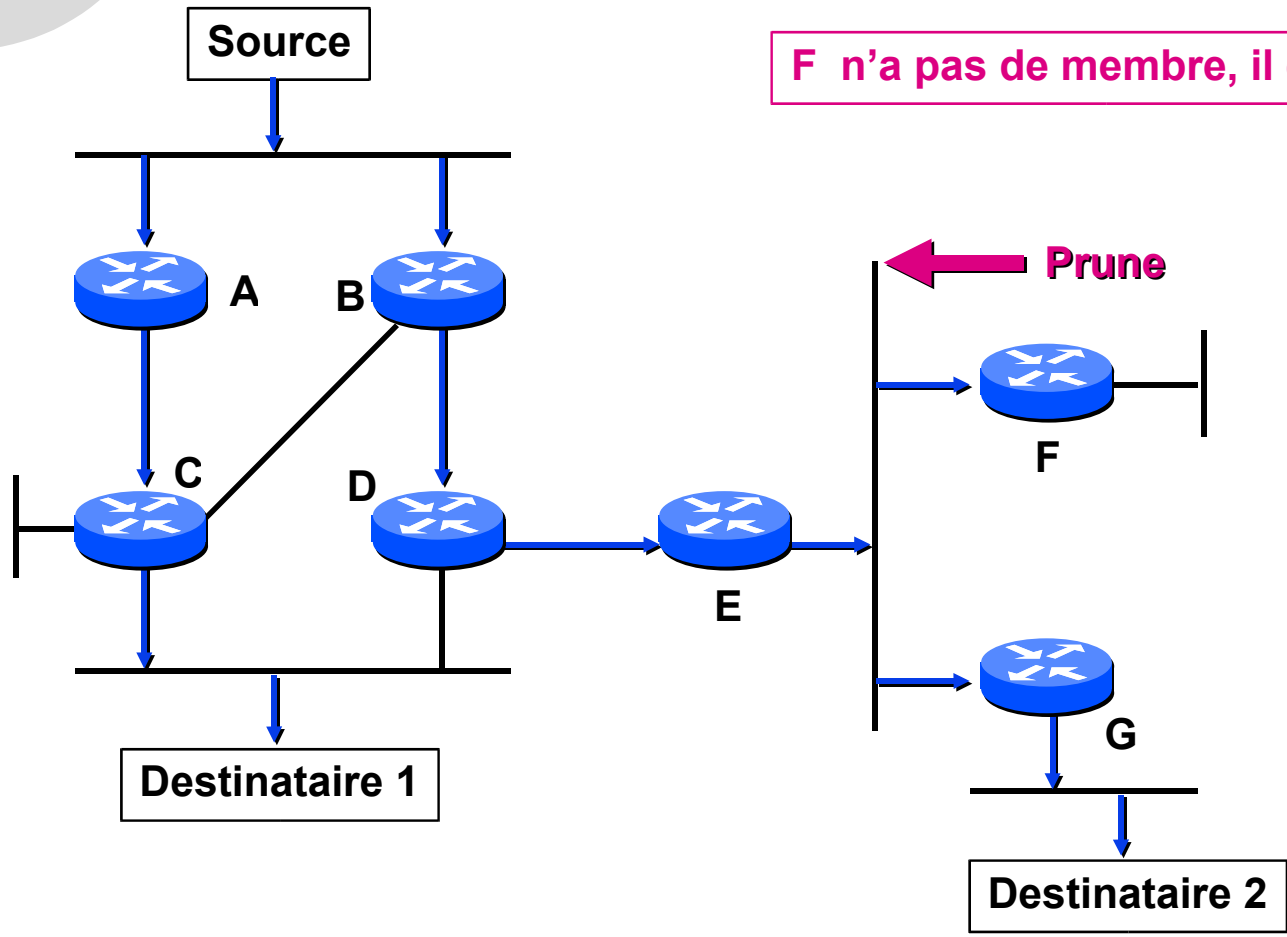 Source
F n'a pas de membre, il
Prune
A
B
F
C
D
E
G
Destinataire 1
Destinataire 2